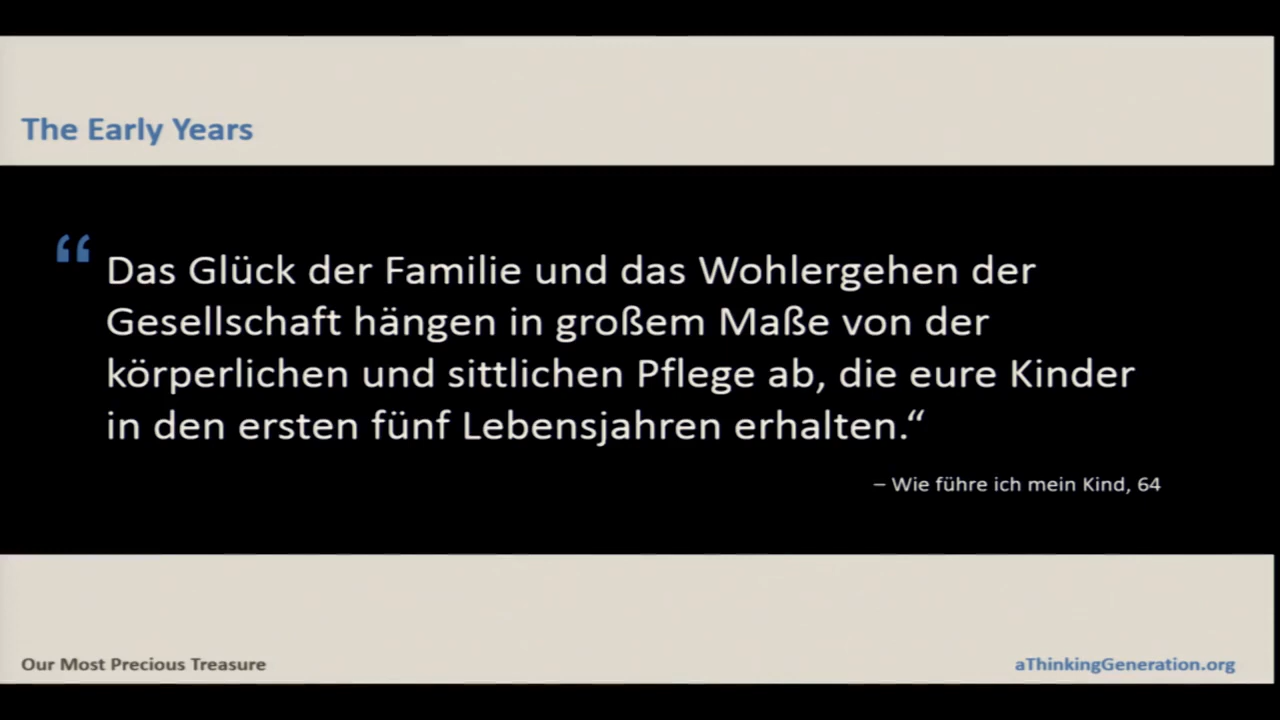 The Early Years
“ Das Glück der Familie und das Wohlergehen der
Gesellschaft hängen in großem Maße von der
körperlichen und sittlichen Pflege ab, die eure Kinder
in den ersten fünf Lebensjahren erhalten.“
– Wie führe ich mein Kind, 64
Our Most Precious Treasure
aThinkingGeneration.org